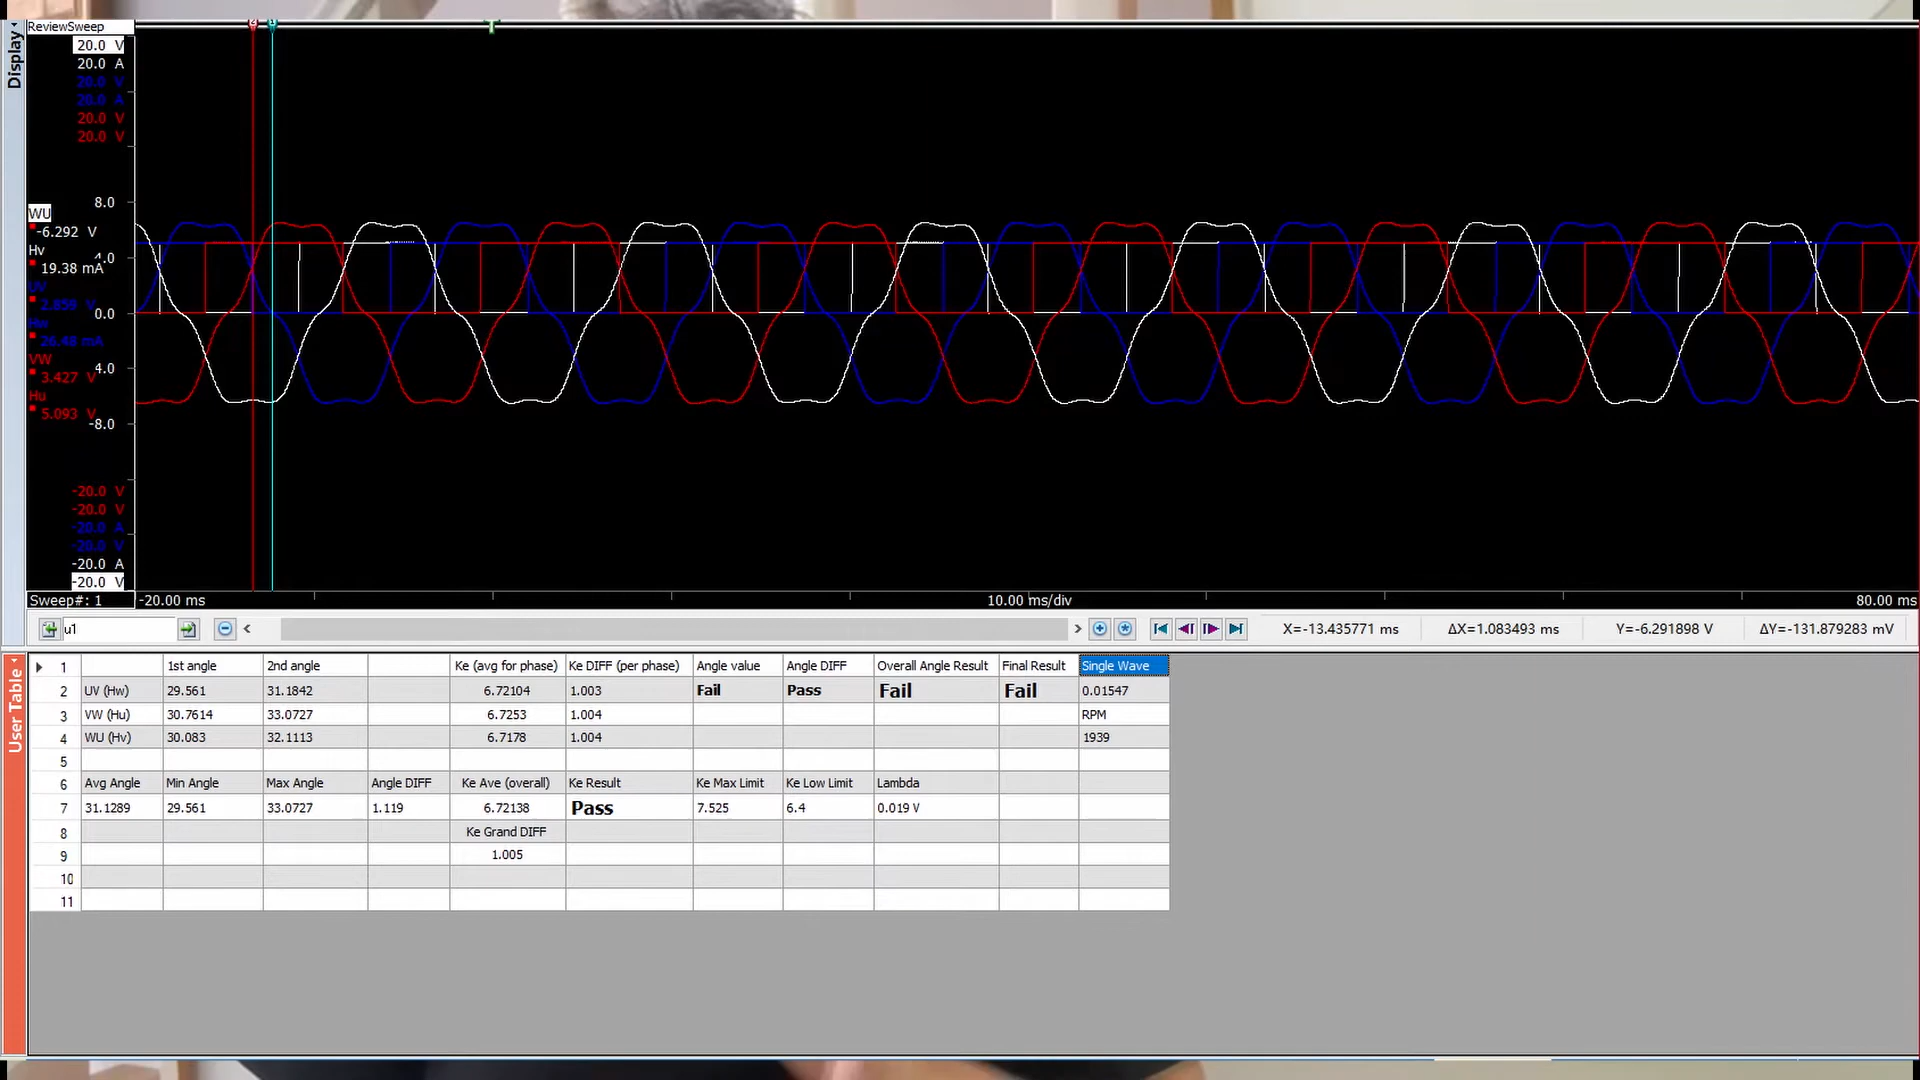 ReviewSweep
Display
20.0 V
20.0 A
20.0 V
20.0 A
20.0 V
20.0 V
8.0
WU
-6.292 V
Hv
4.0
19.38 mA
UV
2.859 V
0.0
Hw
26.48 mA
VW
4.0
3.427 V
Hu
5.093 V
-8.0
-20.0 V
-20.0 V
-20.0 A
-20.0 V
-20.0 A
-20.0 V
Sweep#: 1 -20.00 ms 10.00 ms/div 80.00 ms
u1 X=-13.435771 ms ΔX=1.083493 ms Y=-6.291898 V ΔY=-131.879283 mV
User Table
1 1st angle 2nd angle Ke (avg for phase) Ke DIFF (per phase) Angle value Angle DIFF Overall Angle Result Final Result Single Wave
2 UV (Hw) 29.561 31.1842 6.72104 1.003 Fail Pass Fail Fail 0.01547
3 VW (Hu) 30.7614 33.0727 6.7253 1.004 RPM
4 WU (Hv) 30.083 32.1113 6.7178 1.004 1939
5
6 Avg Angle Min Angle Max Angle Angle DIFF Ke Ave (overall) Ke Result Ke Max Limit Ke Low Limit Lambda
7 31.1289 29.561 33.0727 1.119 6.72138 Pass 7.525 6.4 0.019 V
8 Ke Grand DIFF
9 1.005
10
11